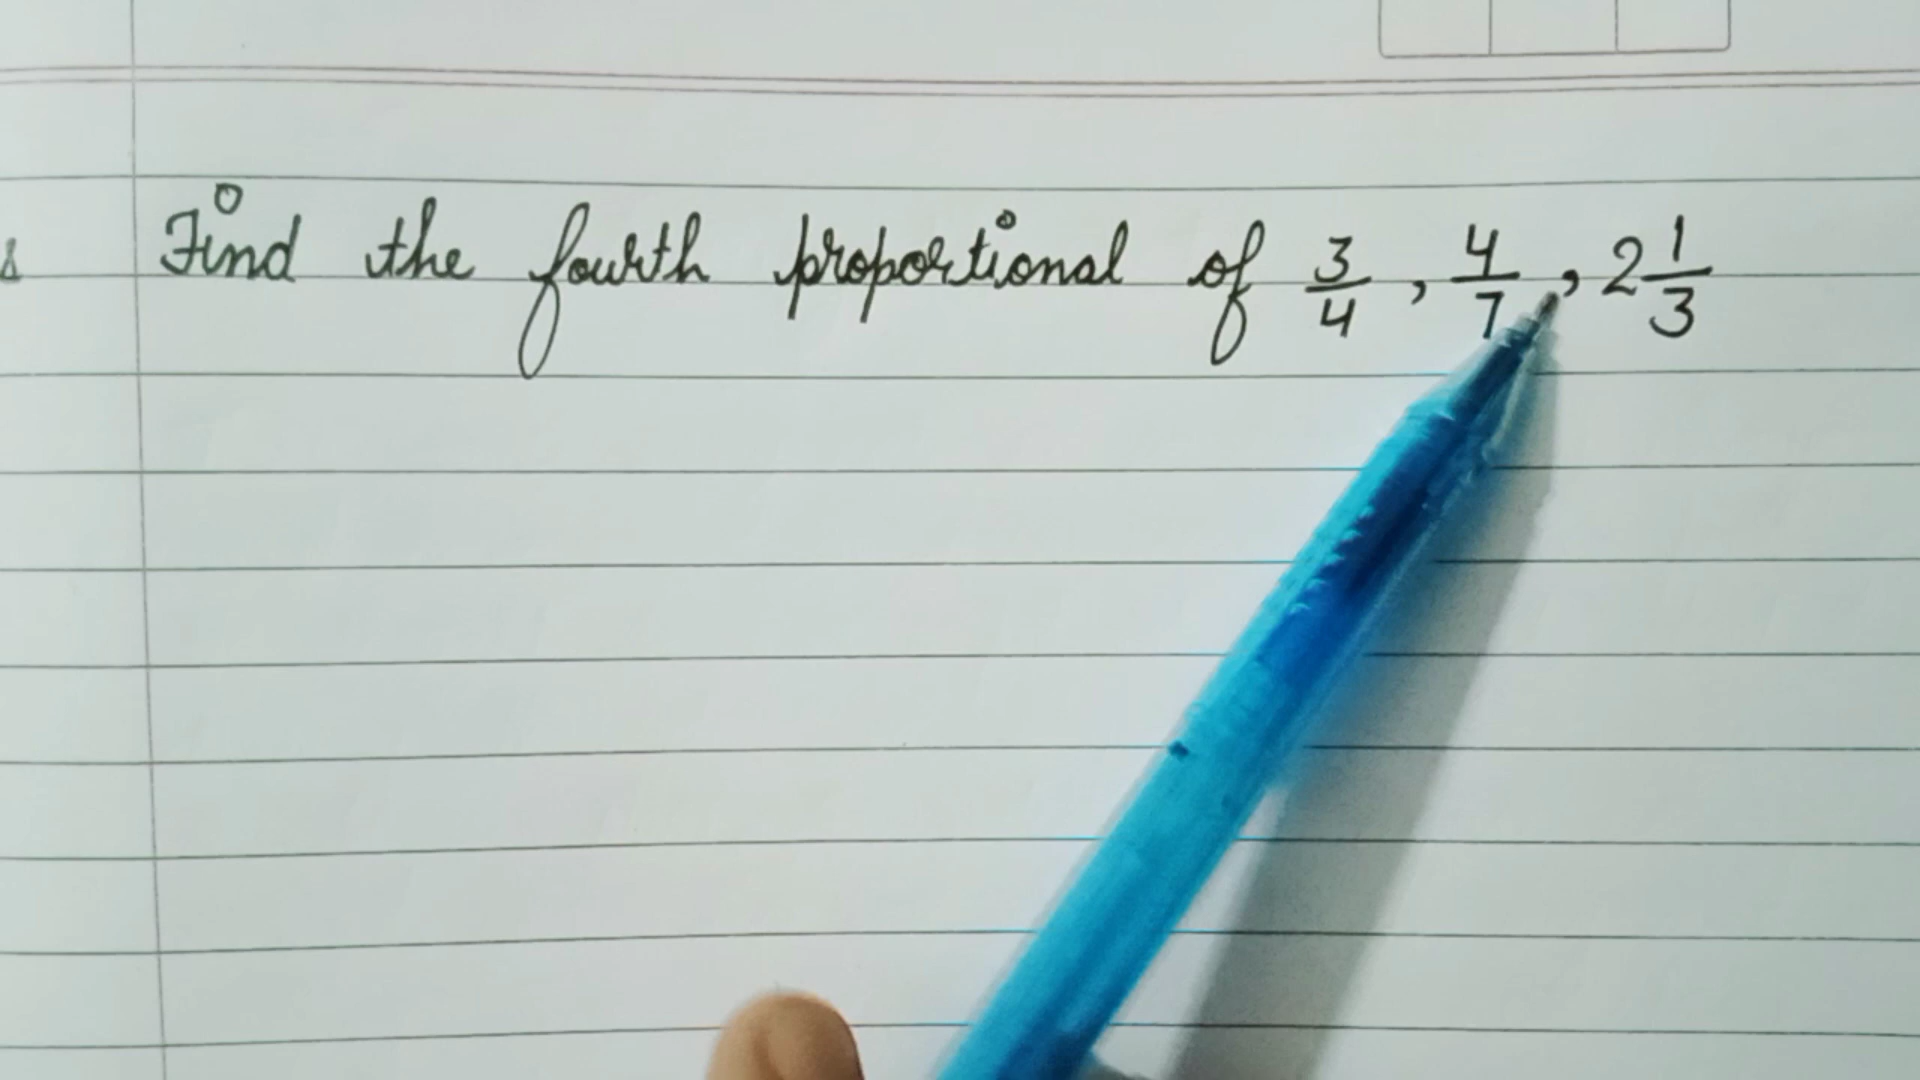 s Find the fourth proportional of 3/4, 4/7, 2 1/3